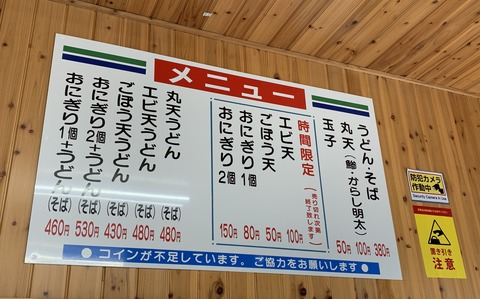 メニュー
うどん・そば 380円
丸天（鯵・からし明太） 100円
玉子 50円
時間限定（売り切れ次第終了致します）
エビ天 100円
ごぼう天 50円
おにぎり1個 80円
おにぎり2個 150円
丸天うどん（そば） 480円
エビ天うどん（そば） 480円
ごぼう天うどん（そば） 430円
おにぎり2個+うどん（そば） 530円
おにぎり1個+うどん（そば） 460円
●コインが不足しています。ご協力をお願いします●
防犯カメラ
作動中
Security Camera in Use
置き引き
注意